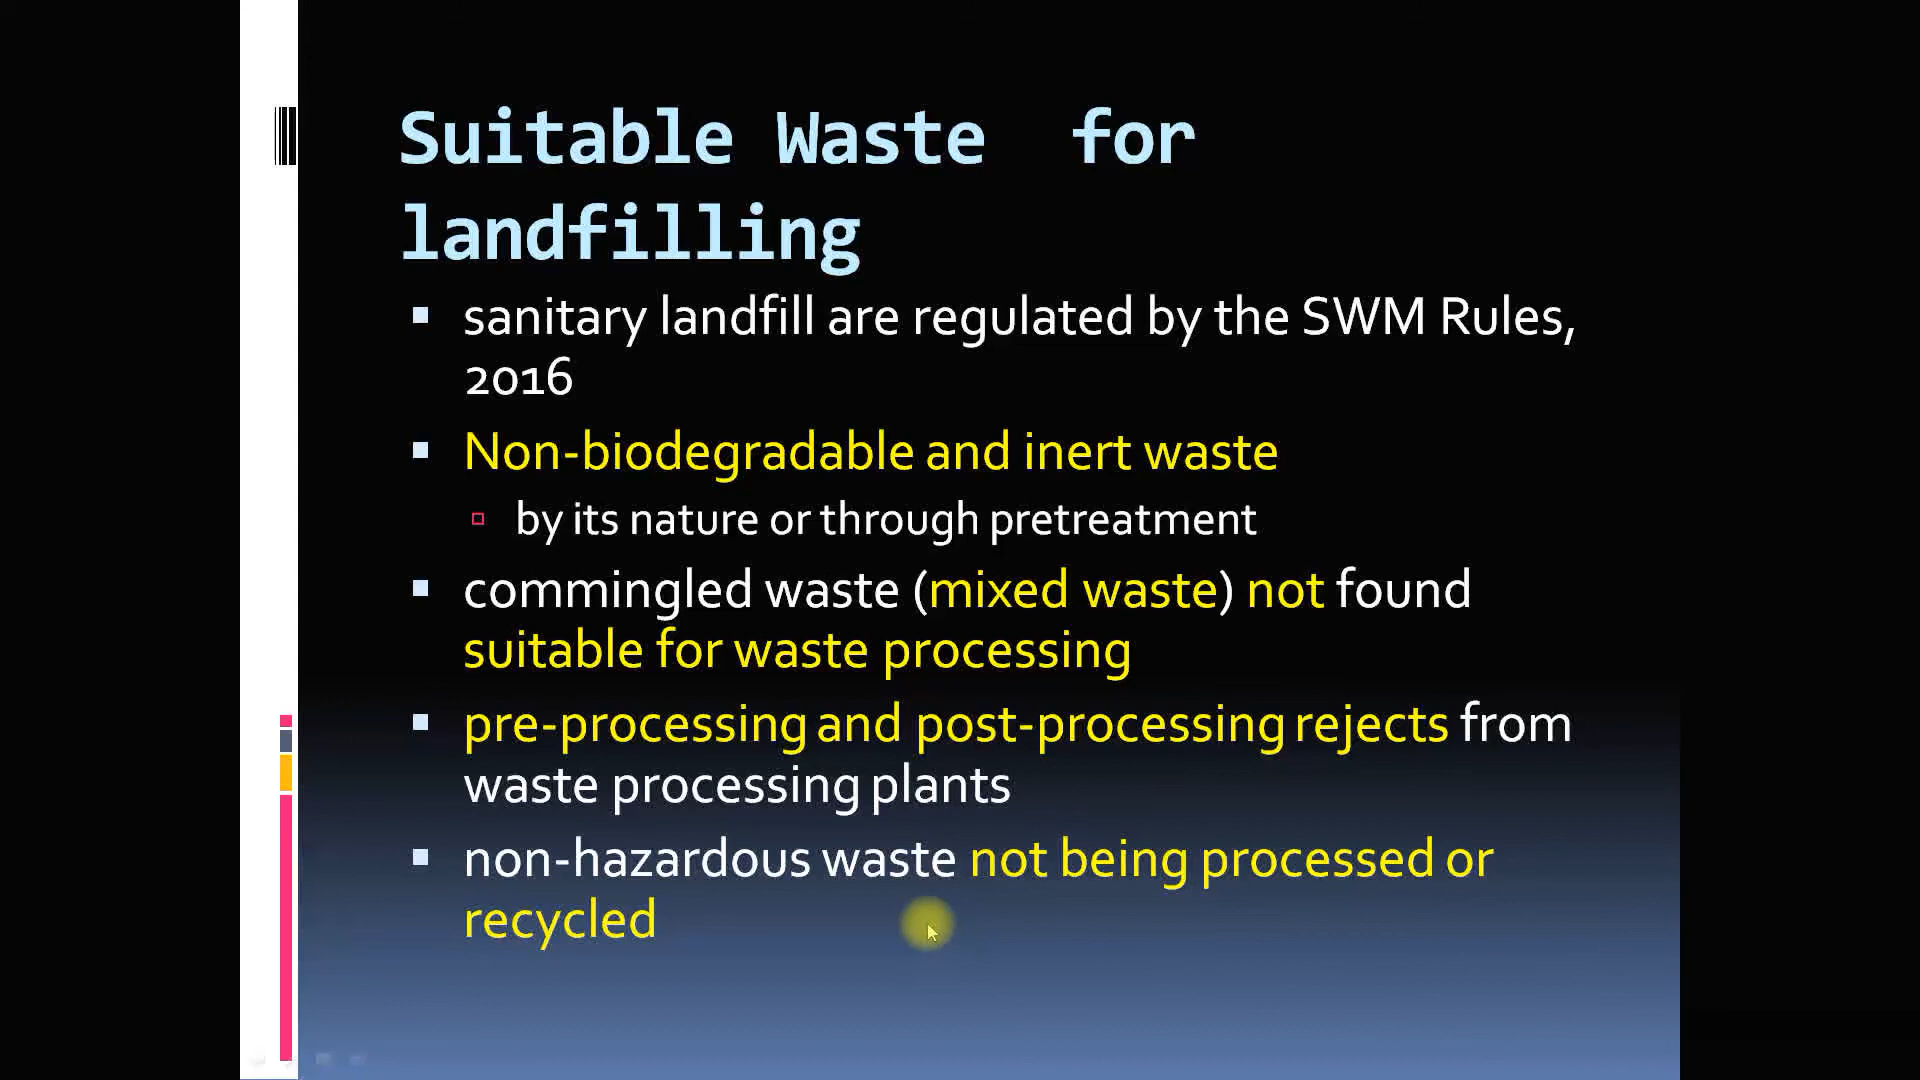 Suitable Waste for
landfilling
sanitary landfill are regulated by the SWM Rules,
2016
Non-biodegradable and inert waste
by its nature or through pretreatment
commingled waste (mixed waste) not found
suitable for waste processing
pre-processing and post-processing rejects from
waste processing plants
non-hazardous waste not being processed or
recycled